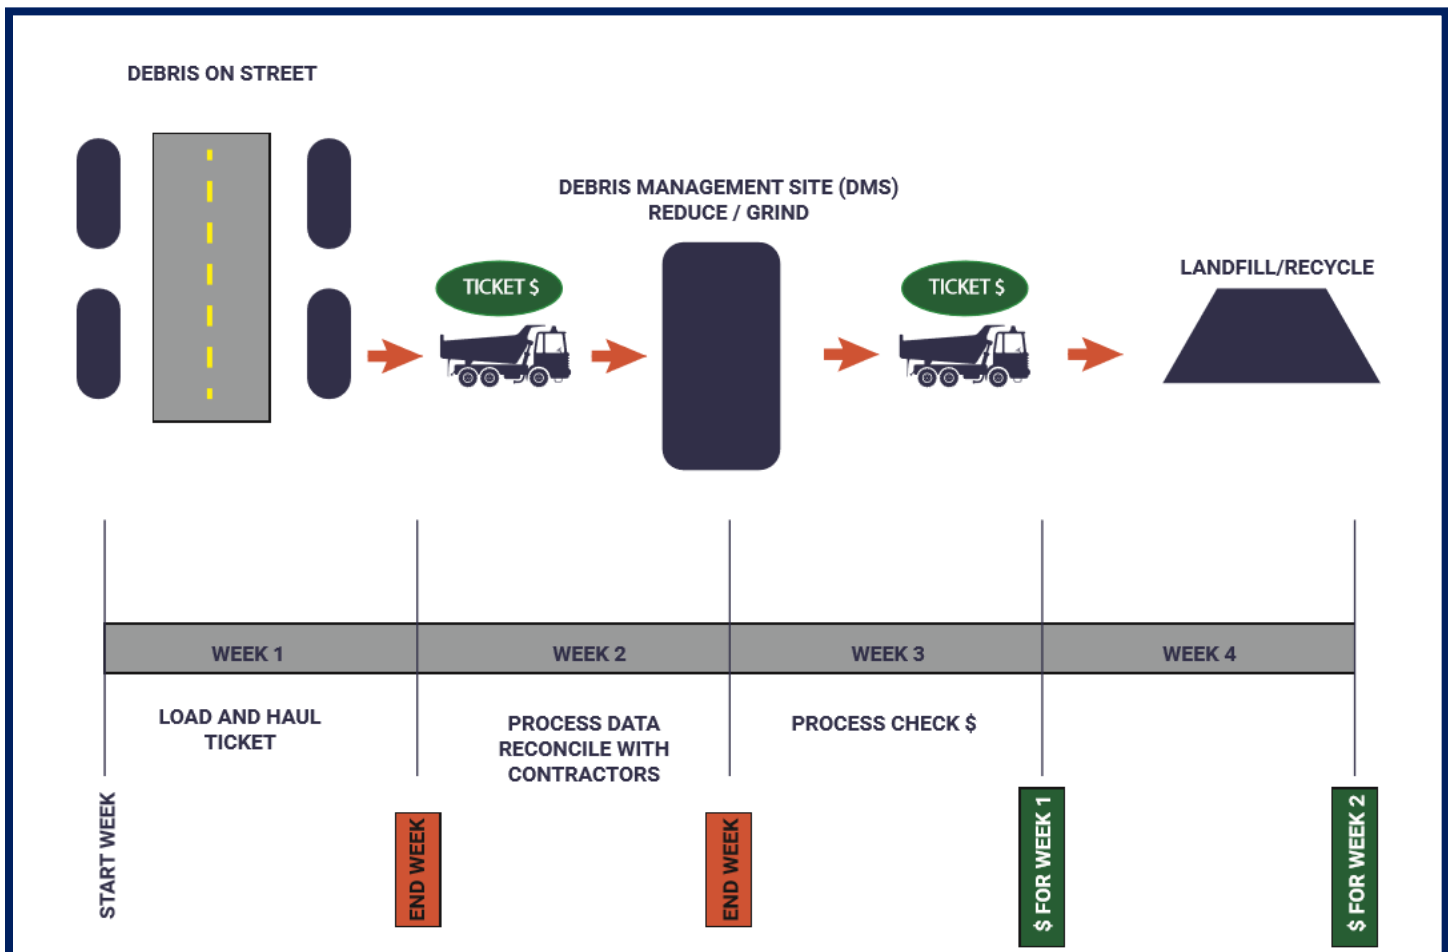 DEBRIS ON STREET
DEBRIS MANAGEMENT SITE (DMS)
REDUCE / GRIND
LANDFILL/RECYCLE
TICKET $
TICKET $
WEEK 1
WEEK 2
WEEK 3
WEEK 4
LOAD AND HAUL
TICKET
PROCESS DATA
RECONCILE WITH
CONTRACTORS
PROCESS CHECK $
START WEEK
END WEEK
END WEEK
$ FOR WEEK 1
$ FOR WEEK 2